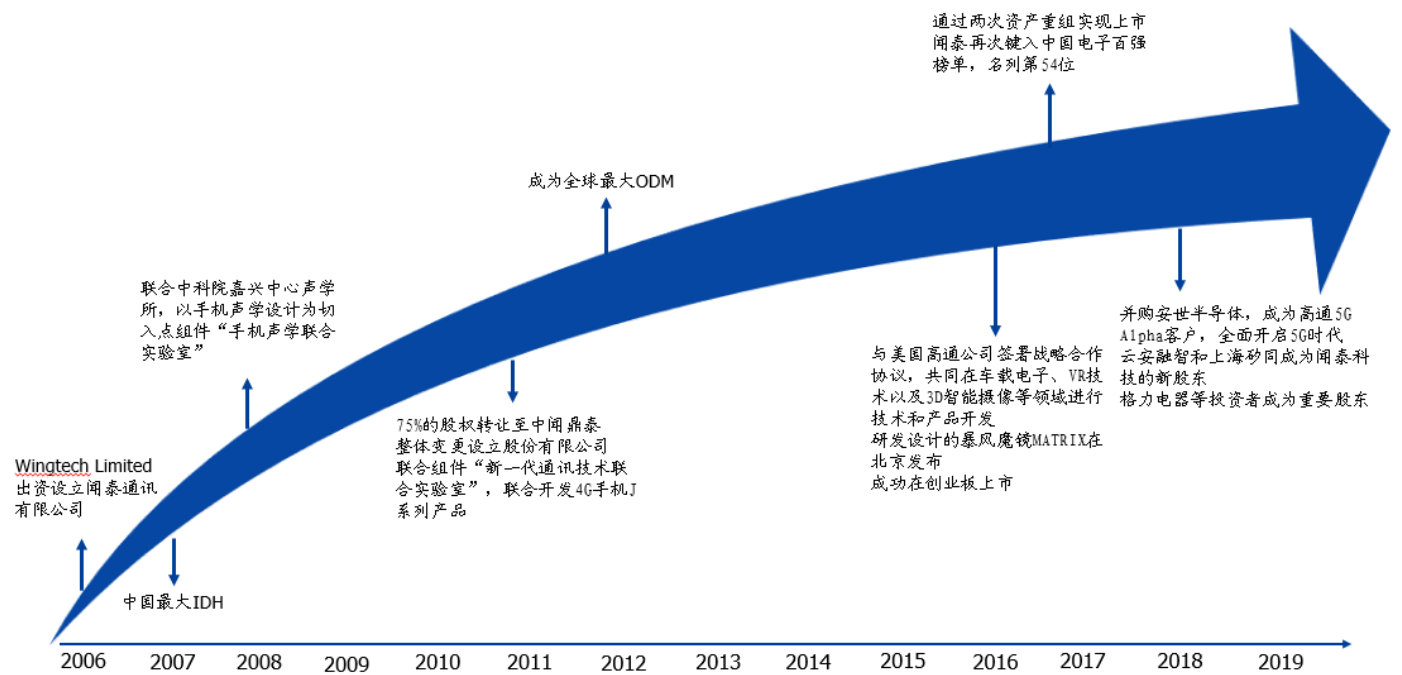 通过两次资产重组实现上市
闻泰再次键入中国电子百强
榜单，名列第54位
成为全球最大ODM
联合中科院嘉兴中心声学
所，以手机声学设计为切
入点组件“手机声学联合
实验室”
并购安世半导体，成为高通5G
Alpha客户，全面开启5G时代
云安融智和上海矽同成为闻泰科
技的新股东
格力电器等投资者成为重要股东
与美国高通公司签署战略合作
协议，共同在车载电子、VR技
术以及3D智能摄像等领域进行
技术和产品开发
研发设计的暴风魔镜MATRIX在
北京发布
成功在创业板上市
75%的股权转让至中闻鼎泰
整体变更设立股份有限公司
联合组件“新一代通讯技术联
合实验室”，联合开发4G手机J
系列产品
Wingtech Limited
出资设立闻泰通讯
有限公司
中国最大IDH
2006 2007 2008 2009 2010 2011 2012 2013 2014 2015 2016 2017 2018 2019